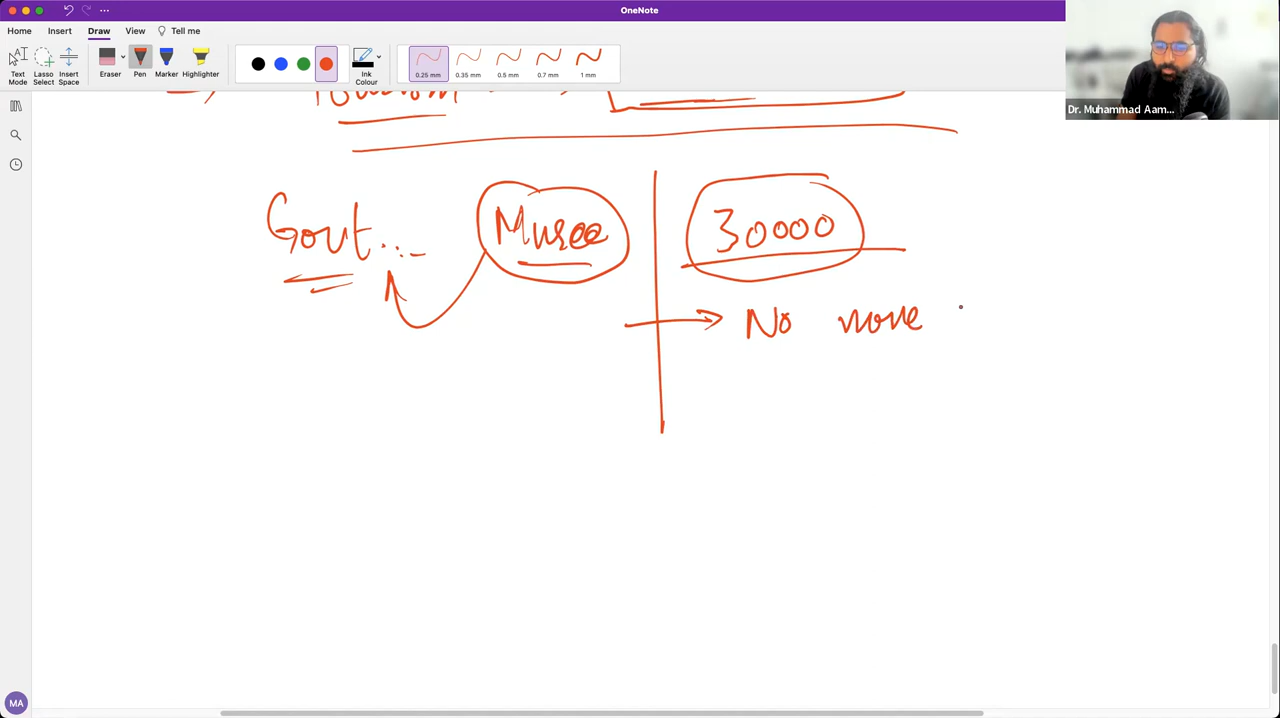 OneNote
Home Insert Draw View Tell me
Text Mode
Lasso Select
Insert Space
Eraser
Pen
Marker
Highlighter
Ink Colour
0.25 mm
0.35 mm
0.5 mm
0.7 mm
1 mm
Dr. Muhammad Aam...
Govt... Muree 30000
No more
MA